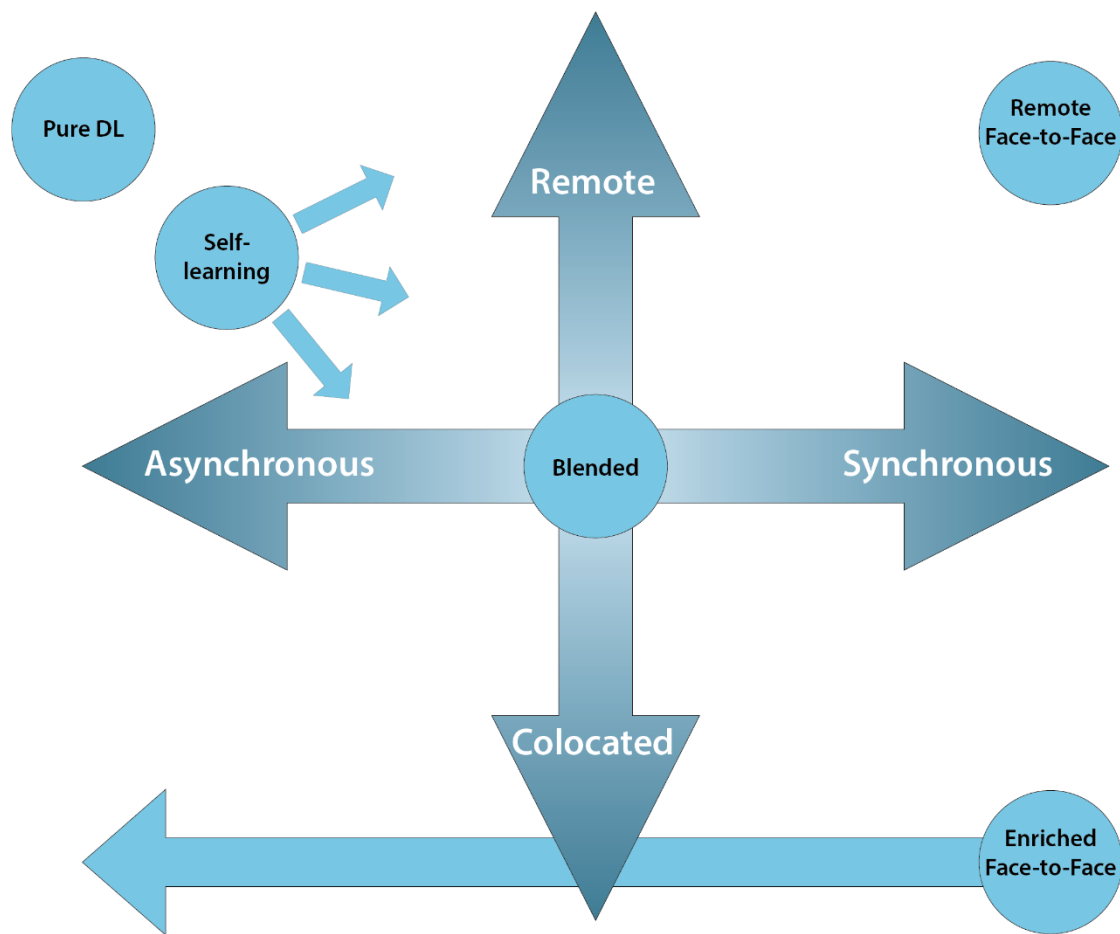 Pure DL
Remote
Face-to-Face
Remote
Self-
learning
Asynchronous
Blended
Synchronous
Colocated
Enriched
Face-to-Face